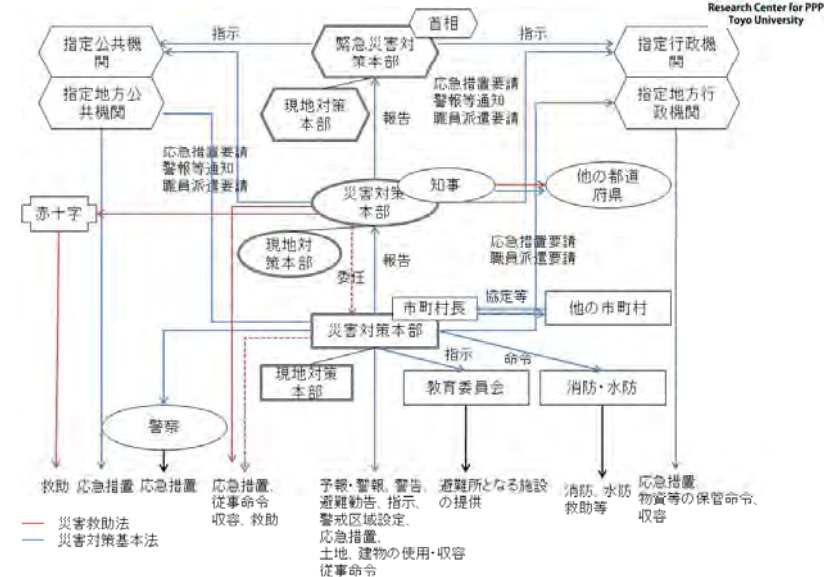 Research Center for PPP
Toyo University
首相
指定公共機
関
指示
緊急災害対
策本部
指示
指定行政機
関
指定地方公
共機関
現地対策
本部
報告
応急措置要請
警報等通知
職員派遣要請
指定地方行
政機関
応急措置要請
警報等通知
職員派遣要請
赤十字
災害対策
本部
知事
他の都道
府県
現地対
策本部
委任
報告
応急措置要請
職員派遣要請
市町村長
協定等
他の市町村
災害対策本部
指示
命令
現地対策
本部
教育委員会
消防・水防
警察
救助
応急措置
応急措置
応急措置、
従事命令
収容、救助
予報・警報、警告、
避難勧告、指示、
警戒区域設定、
応急措置、
土地、建物の使用・収容
従事命令
避難所となる施設
の提供
消防、水防
救助等
応急措置
物資等の保管命令、
収容
災害救助法
災害対策基本法